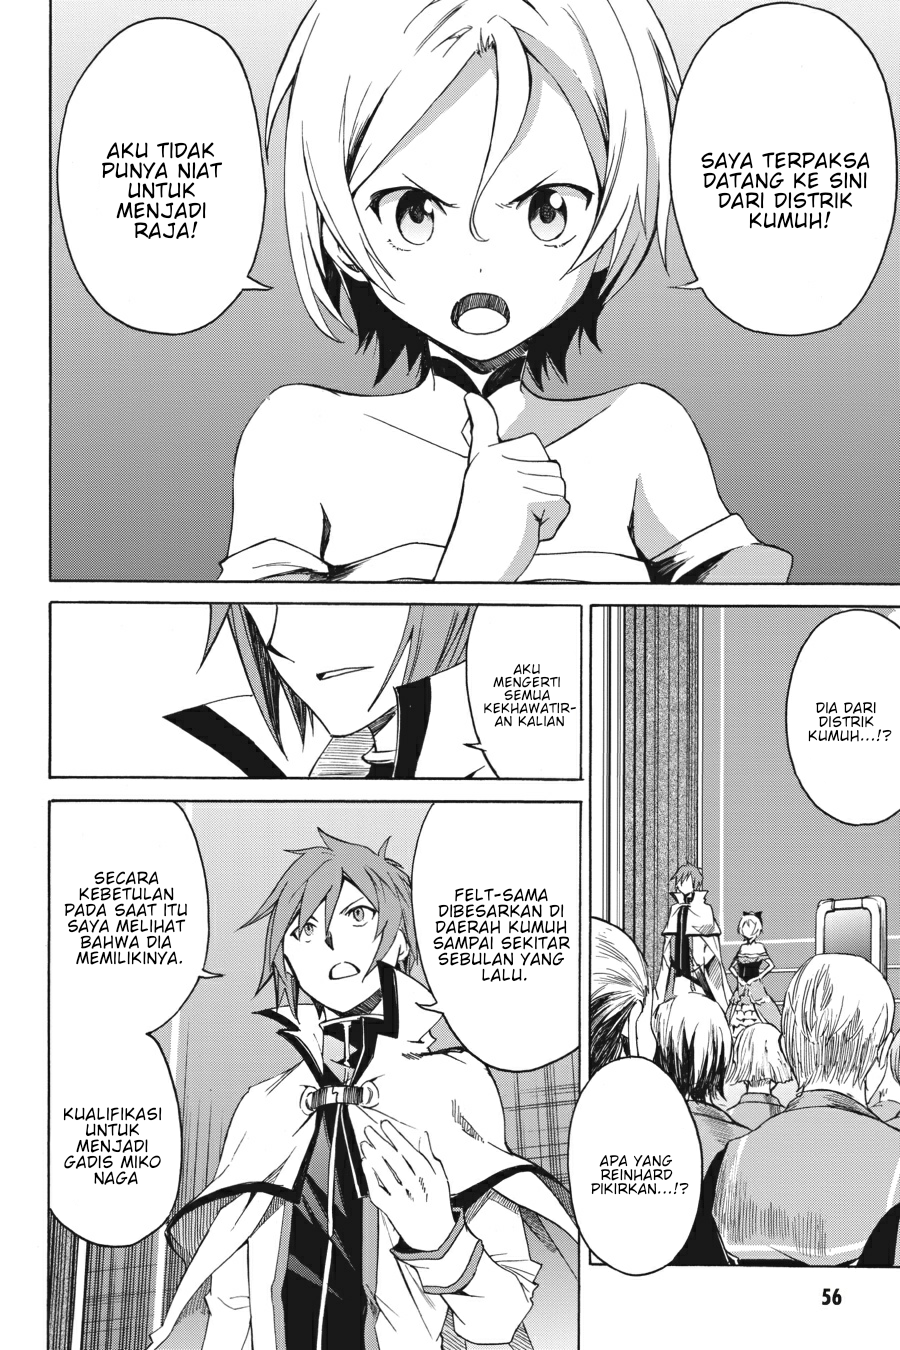 SAYA TERPAKSA
DATANG KE SINI
DARI DISTRIK
KUMUH!
AKU TIDAK
PUNYA NIAT
UNTUK
MENJADI
RAJA!
DIA DARI
DISTRIK
KUMUH...!?
APA YANG
REINHARD
PIKIRKAN...!?
AKU
MENGERTI
SEMUA
KEKHAWATIR-
AN KALIAN
FELT-SAMA
DIBESARKAN DI
DAERAH KUMUH
SAMPAI SEKITAR
SEBULAN YANG
LALU.
SECARA
KEBETULAN
PADA SAAT ITU
SAYA MELIHAT
BAHWA DIA
MEMILIKINYA.
KUALIFIKASI
UNTUK
MENJADI
GADIS MIKO
NAGA
56